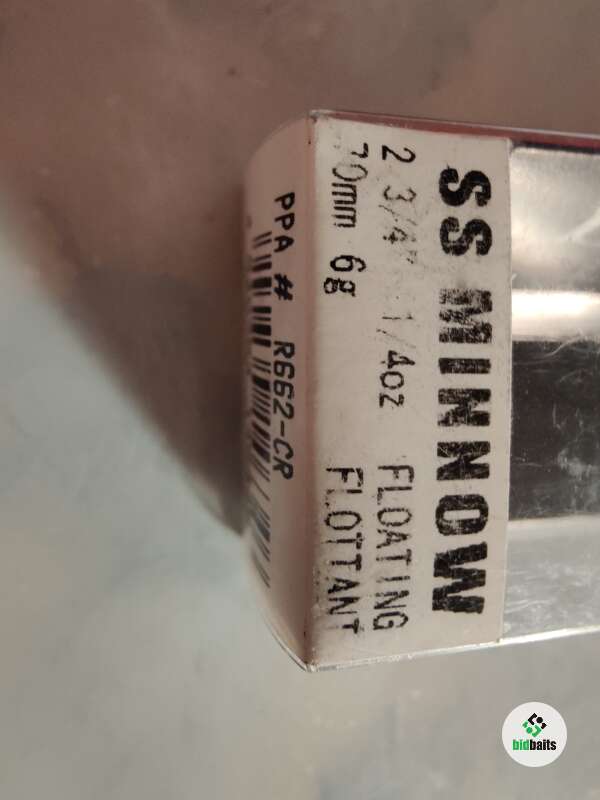 SS MINNOW
2 3/4" 1/4oz FLOATING
70mm 6g FLOTTANT
PPA # R662-CR
bidbaits